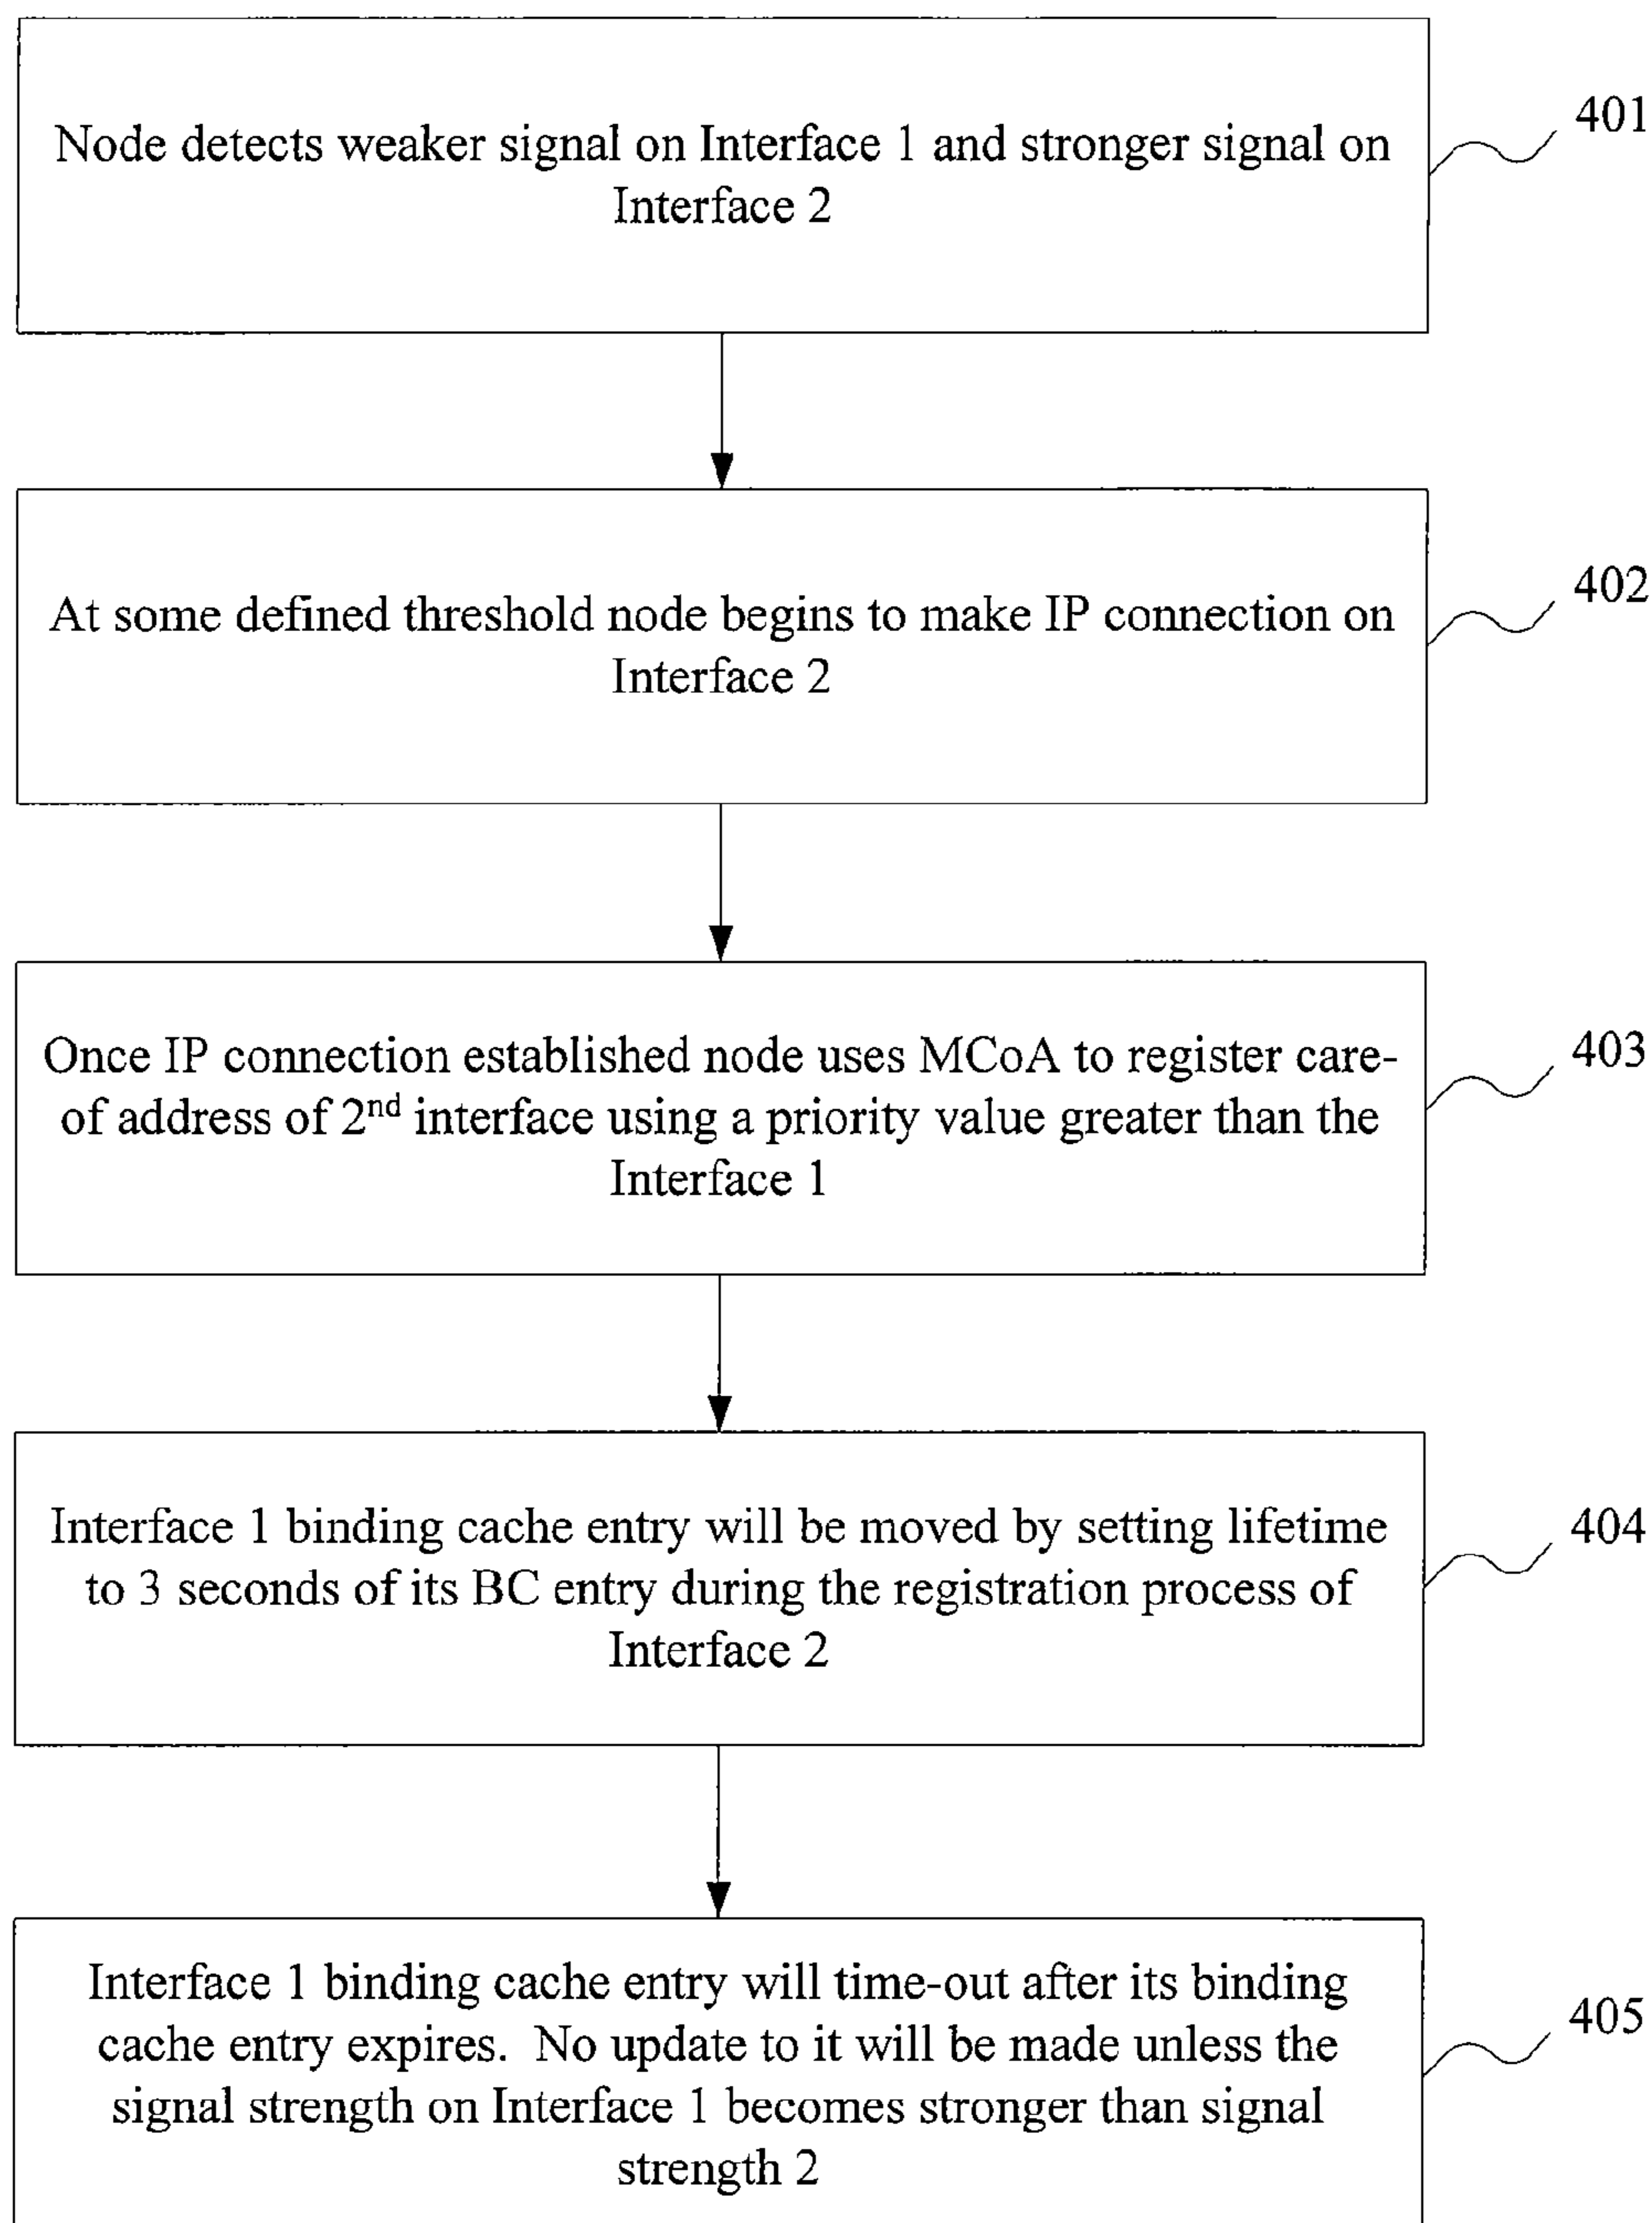 Node detects weaker signal on Interface 1 and stronger signal on
Interface 2
401
At some defined threshold node begins to make IP connection on
Interface 2
402
Once IP connection established node uses MCoA to register care-
of address of 2nd interface using a priority value greater than the
Interface 1
403
Interface 1 binding cache entry will be moved by setting lifetime
to 3 seconds of its BC entry during the registration process of
Interface 2
404
Interface 1 binding cache entry will time-out after its binding
cache entry expires.  No update to it will be made unless the
signal strength on Interface 1 becomes stronger than signal
strength 2
405